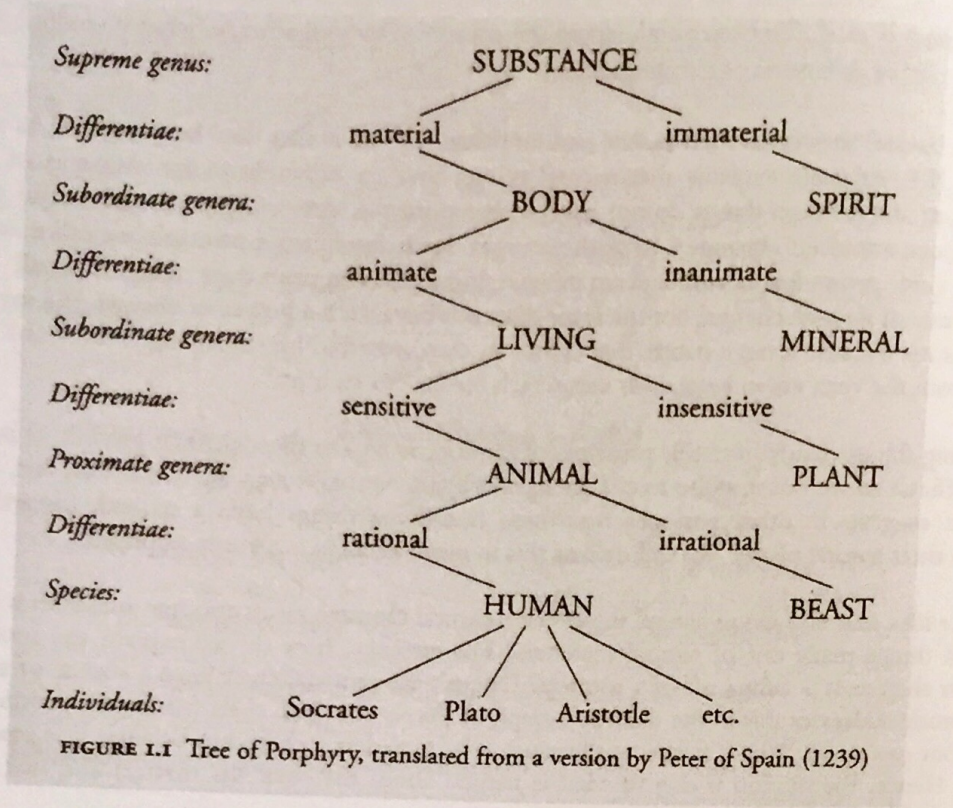 Supreme genus: SUBSTANCE
Differentiae: material immaterial
Subordinate genera: BODY SPIRIT
Differentiae: animate inanimate
Subordinate genera: LIVING MINERAL
Differentiae: sensitive insensitive
Proximate genera: ANIMAL PLANT
Differentiae: rational irrational
Species: HUMAN BEAST
Individuals: Socrates Plato Aristotle etc.
FIGURE 1.1 Tree of Porphyry, translated from a version by Peter of Spain (1239)